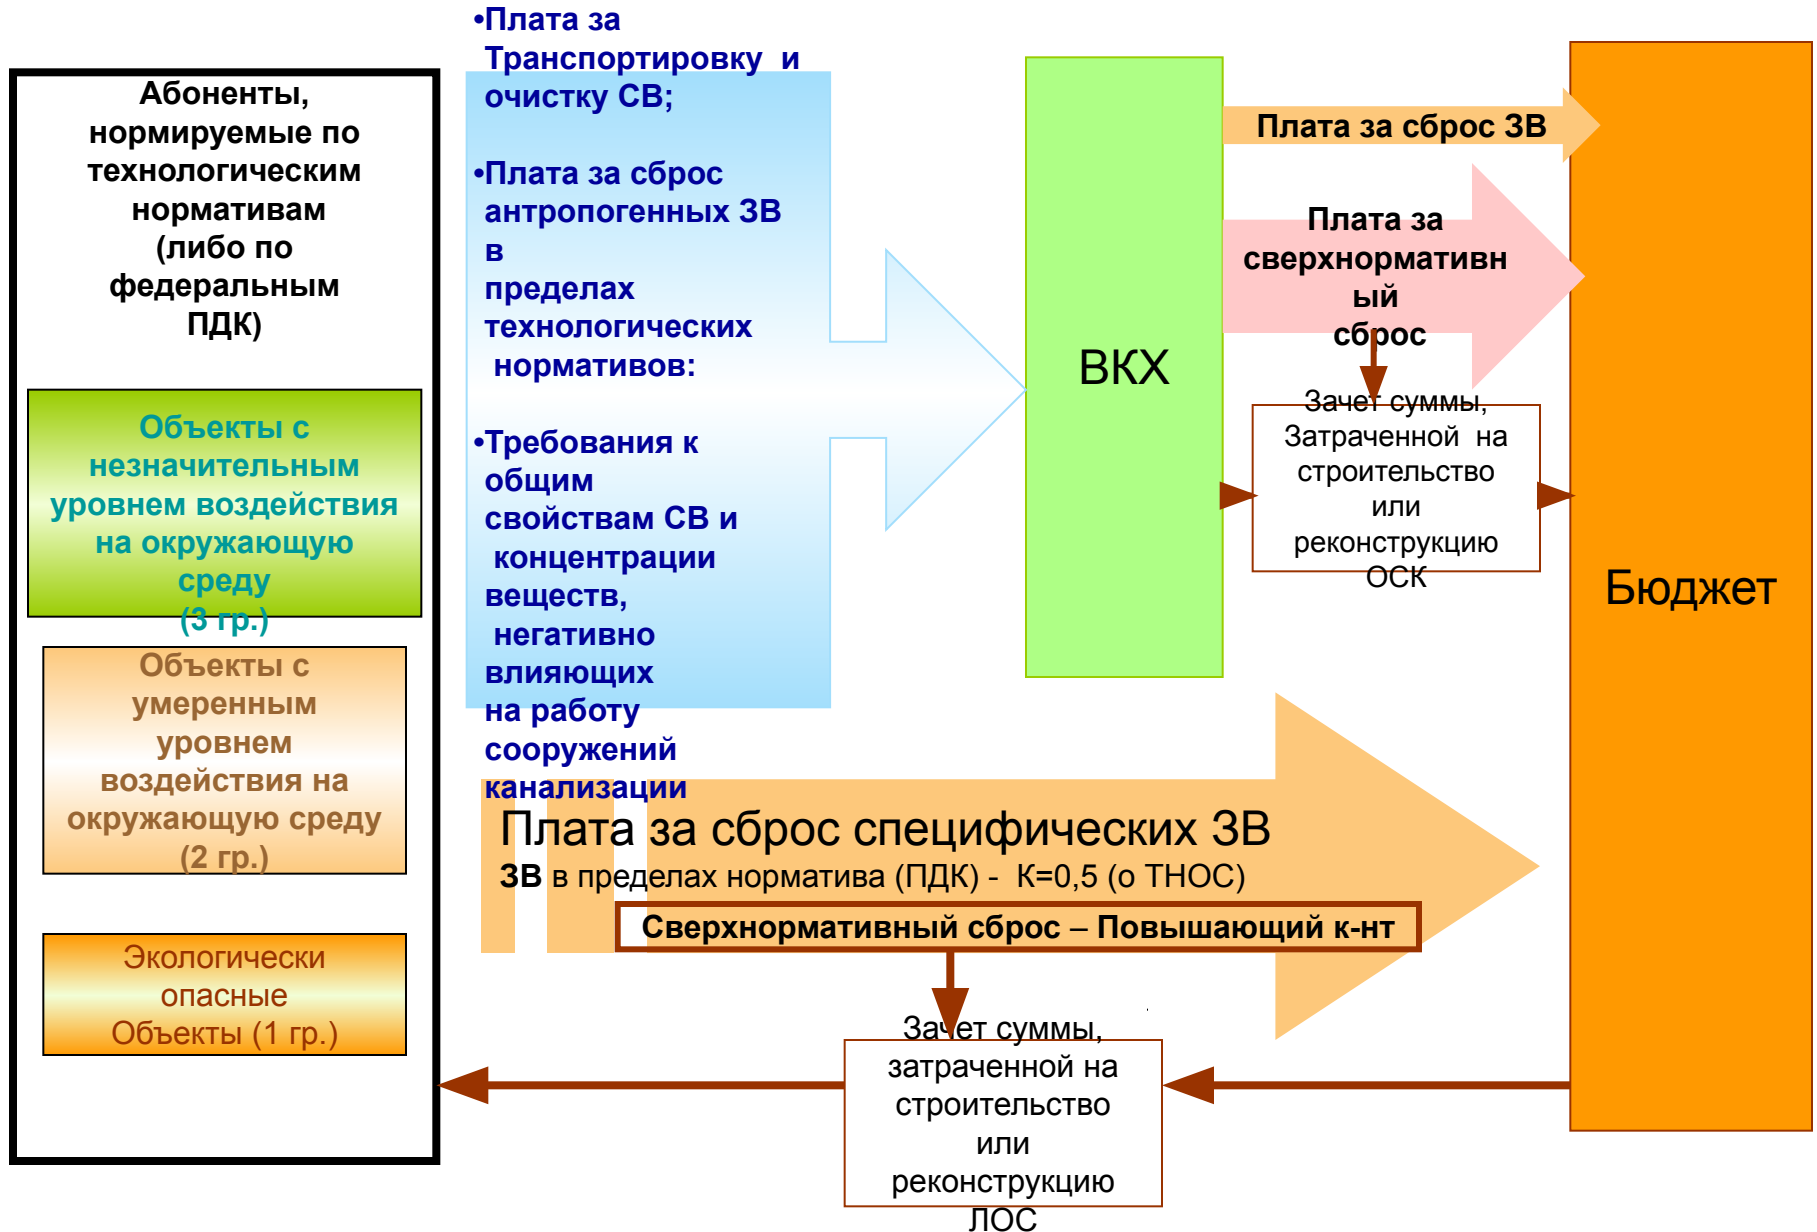 Абоненты,
нормируемые по
технологическим
нормативам
(либо по
федеральным
ПДК)
Объекты с
незначительным
уровнем воздействия
на окружающую
среду
(3 гр.)
Объекты с
умеренным
уровнем
воздействия на
окружающую среду
(2 гр.)
Экологически
опасные
Объекты (1 гр.)
•Плата за
Транспортировку и
очистку СВ;
•Плата за сброс
антропогенных ЗВ
в
пределах
технологических
нормативов:
•Требования к
общим
свойствам СВ и
концентрации
веществ,
негативно
влияющих
на работу
сооружений
канализации
ВКХ
Плата за сброс ЗВ
Плата за
сверхнормативн
ый
сброс
Зачет суммы,
Затраченной на
строительство
или
реконструкцию
ОСК
Бюджет
Плата за сброс специфических ЗВ
ЗВ в пределах норматива (ПДК) - К=0,5 (о ТНОС)
Сверхнормативный сброс – Повышающий к-нт
Зачет суммы,
затраченной на
строительство
или
реконструкцию
ЛОС